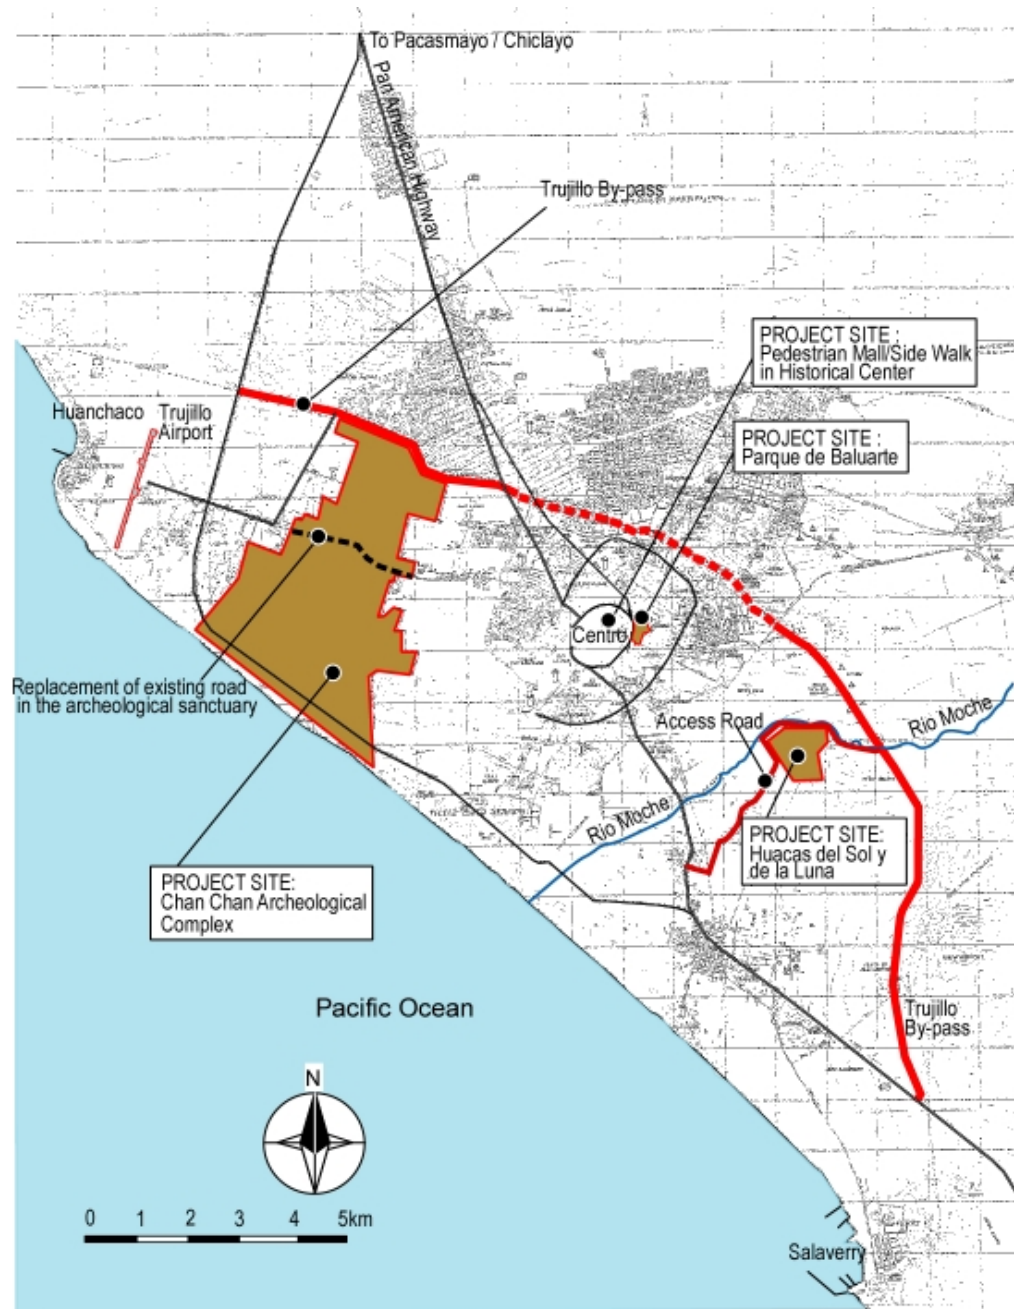 To Pacasmayo / Chiclayo
Pan American Highway
Trujillo By-pass
PROJECT SITE :
Pedestrian Mall/Side Walk
in Historical Center
Huanchaco
Trujillo
Airport
PROJECT SITE :
Parque de Baluarte
Centro
Replacement of existing road
in the archeological sanctuary
Access Road
Rio Moche
Rio Moche
PROJECT SITE:
Huacas del Sol y
de la Luna
PROJECT SITE:
Chan Chan Archeological
Complex
Pacific Ocean
Trujillo
By-pass
N
0 1 2 3 4 5km
Salaverry